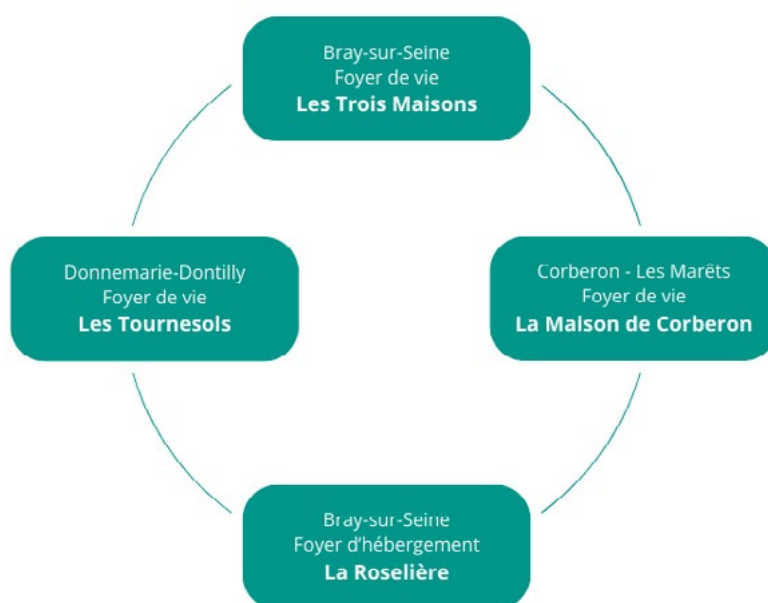 Bray-sur-Seine
Foyer de vie
Les Trois Maisons
Donnemarie-Dontilly
Foyer de vie
Les Tournesols
Corberon - Les Marêts
Foyer de vie
La Maison de Corberon
Bray-sur-Seine
Foyer d'hébergement
La Roselière